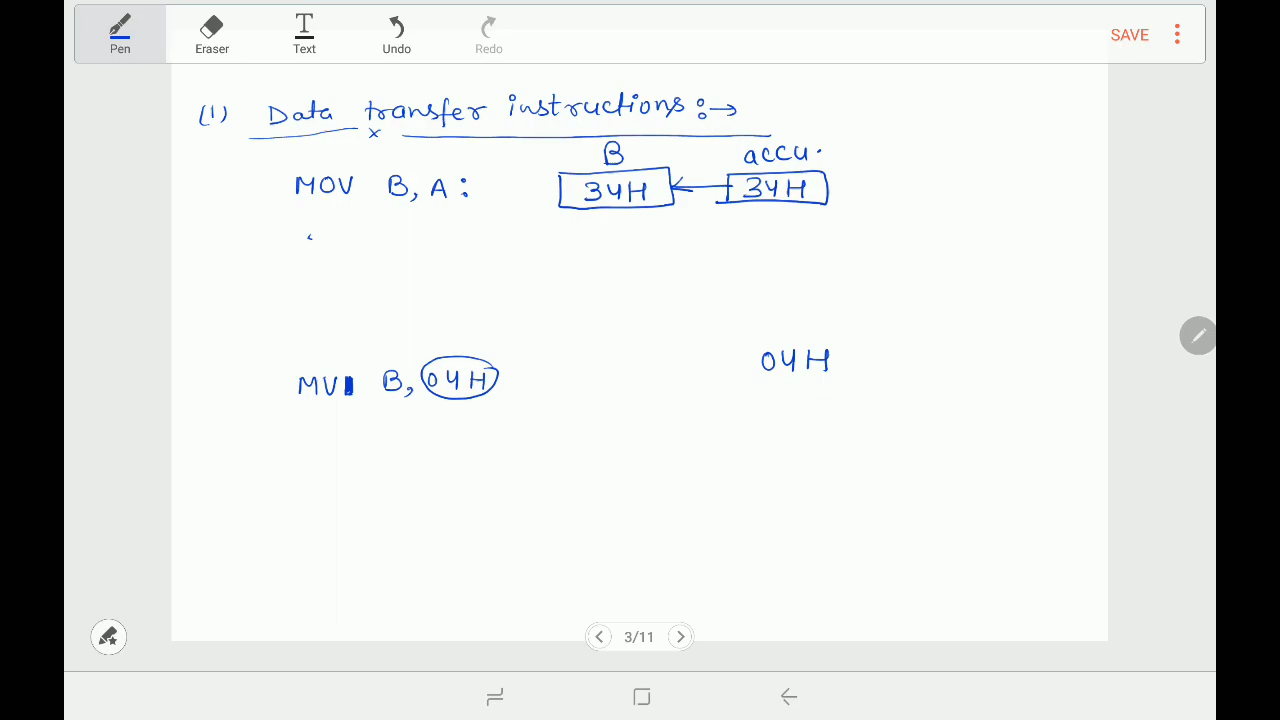 Pen Eraser Text Undo Redo SAVE
(1) Data transfer instructions :→
B accu.
MOV B, A : 34H ← 34H
04H
MVI B, 04H
3/11